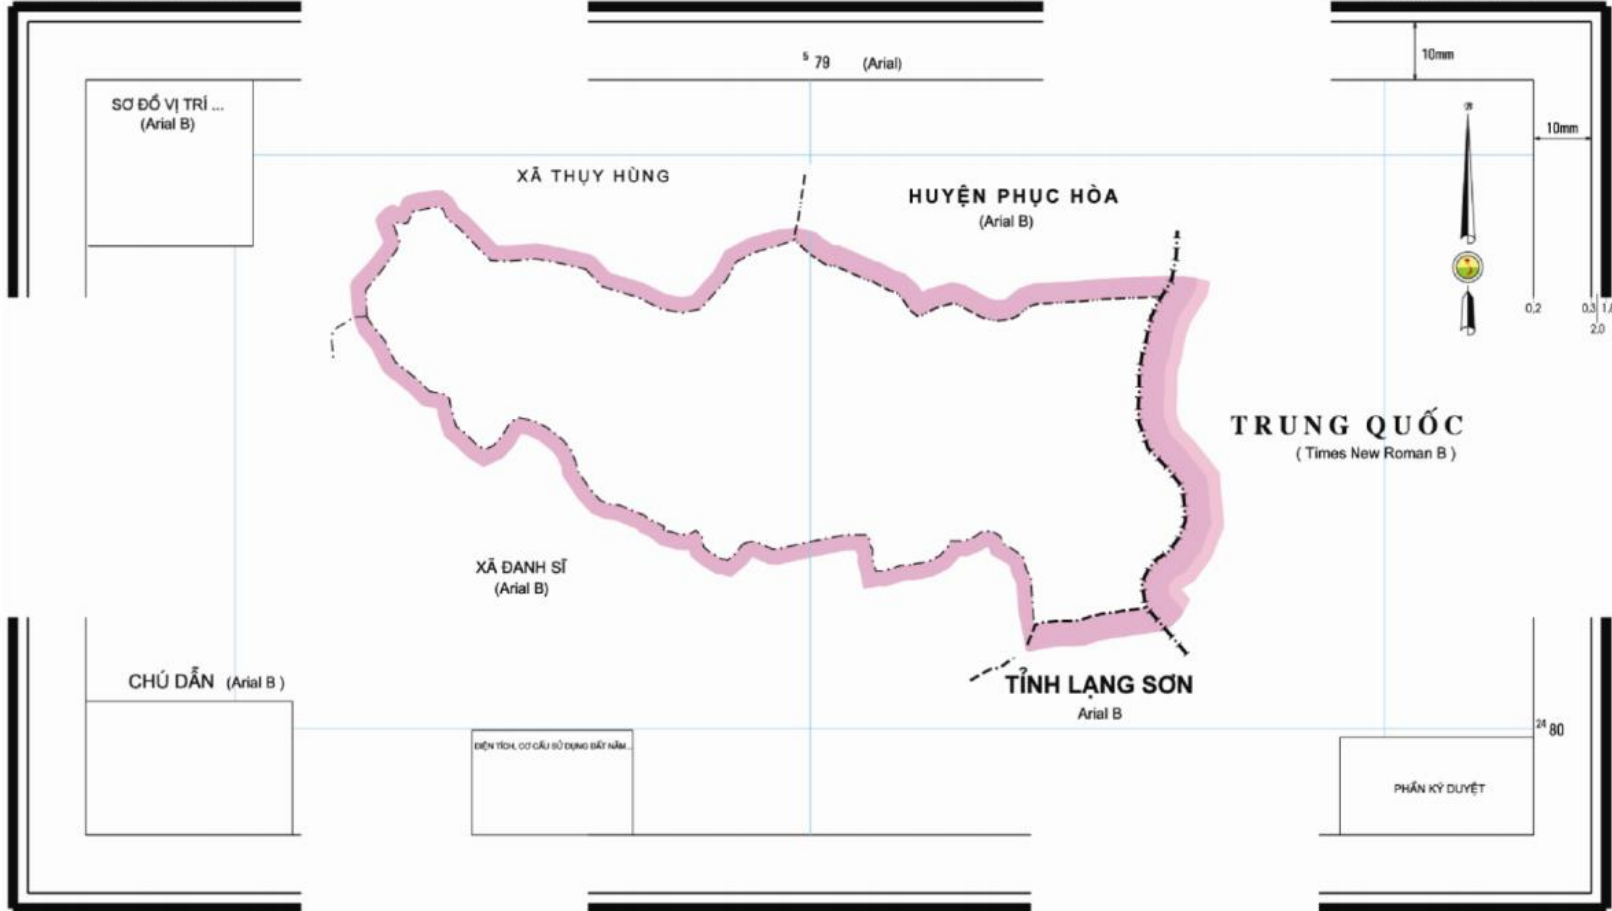 ⁵ 79 (Arial)
10mm
SƠ ĐỒ VỊ TRÍ ...
(Arial B)
10mm
XÃ THỤY HÙNG
HUYỆN PHỤC HÒA
(Arial B)
0,2
2,0
TRUNG QUỐC
( Times New Roman B )
XÃ ĐANH SĨ
(Arial B)
CHÚ DẪN (Arial B )
TỈNH LẠNG SƠN
Arial B
²⁴ 80
DIỆN TÍCH, CƠ CẤU SỬ DỤNG ĐẤT NĂM...
PHẦN KÝ DUYỆT